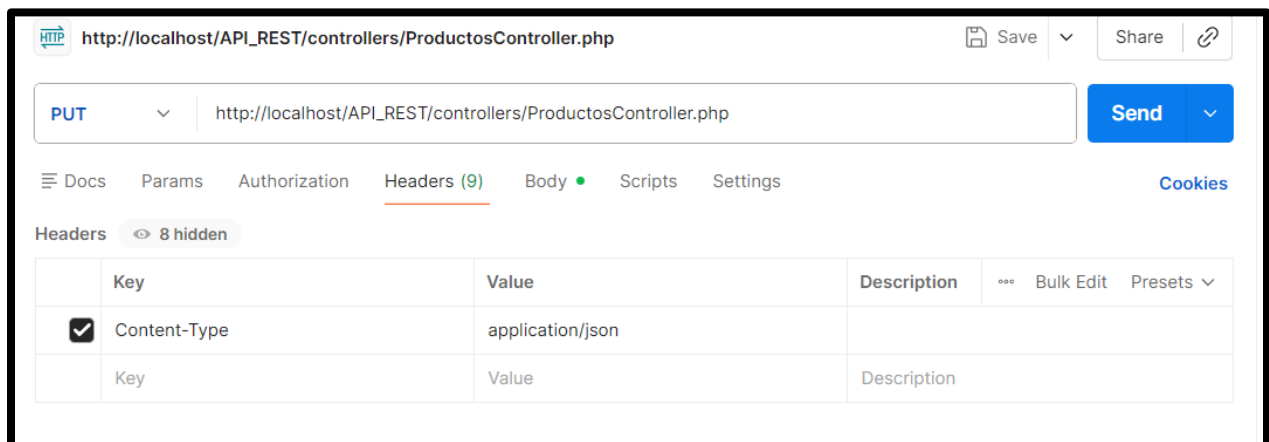 HTTP http://localhost/API_REST/controllers/ProductosController.php Save Share
PUT http://localhost/API_REST/controllers/ProductosController.php Send
Docs Params Authorization Headers (9) Body Scripts Settings Cookies
Headers 8 hidden
Key Value Description Bulk Edit Presets
Content-Type application/json
Key Value Description